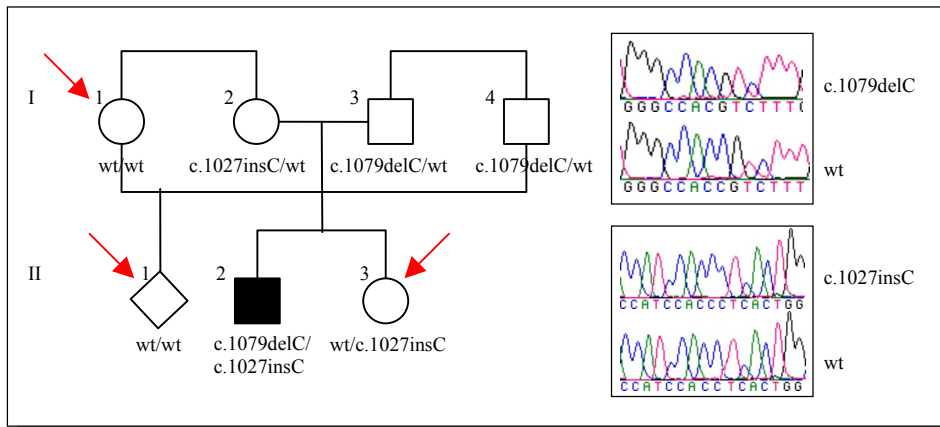 I
1
2
3
4
wt/wt
c.1027insC/wt
c.1079delC/wt
c.1079delC/wt
II
1
2
3
wt/wt
c.1079delC/
c.1027insC
wt/c.1027insC
GGGCCACGTCTTT
c.1079delC
GGGCCACCGTCTTT
wt
CCATCCACCCTCACTGG
c.1027insC
CCATCCACCTCACTGG
wt